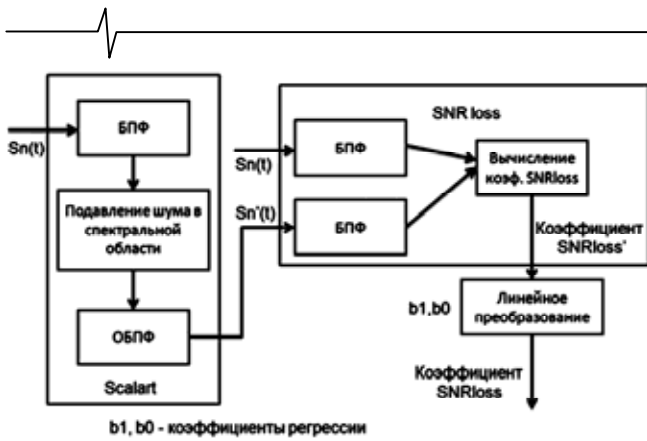 Sn(t)
БПФ
Подавление шума в
спектральной
области
ОБПФ
Scalart
SNR loss
Sn(t)
БПФ
Sn'(t)
БПФ
Вычисление
коэф. SNRloss
Коэффициент
SNRloss'
b1,b0
Линейное
преобразование
Коэффициент
SNRloss
b1, b0 - коэффициенты регрессии